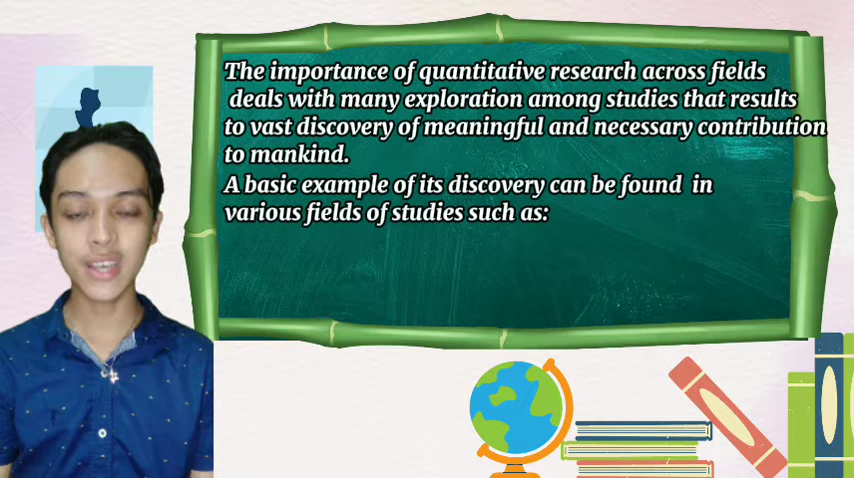 The importance of quantitative research across fields
deals with many exploration among studies that results
to vast discovery of meaningful and necessary contribution
to mankind.
A basic example of its discovery can be found in
various fields of studies such as: